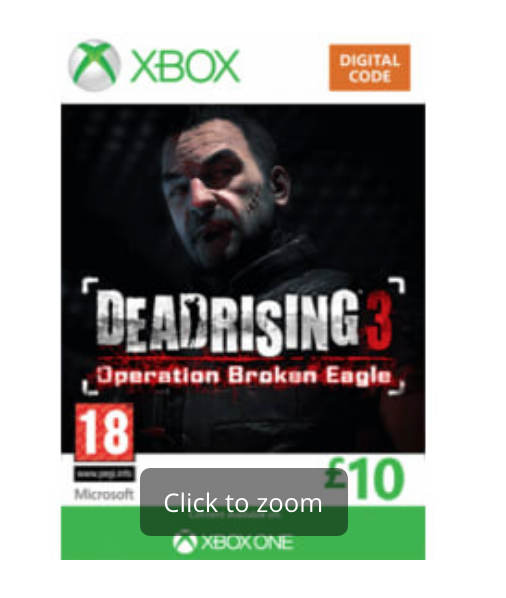 XBOX
DIGITAL
CODE
DEADRISING 3
Operation Broken Eagle
18
www.pegi.info
£10
Microsoft
Click to zoom
XBOX ONE